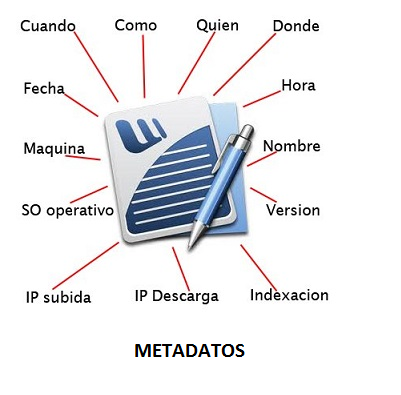 Cuando
Como
Quien
Donde
Fecha
Hora
Maquina
Nombre
SO operativo
Version
IP subida
IP Descarga
Indexacion
METADATOS